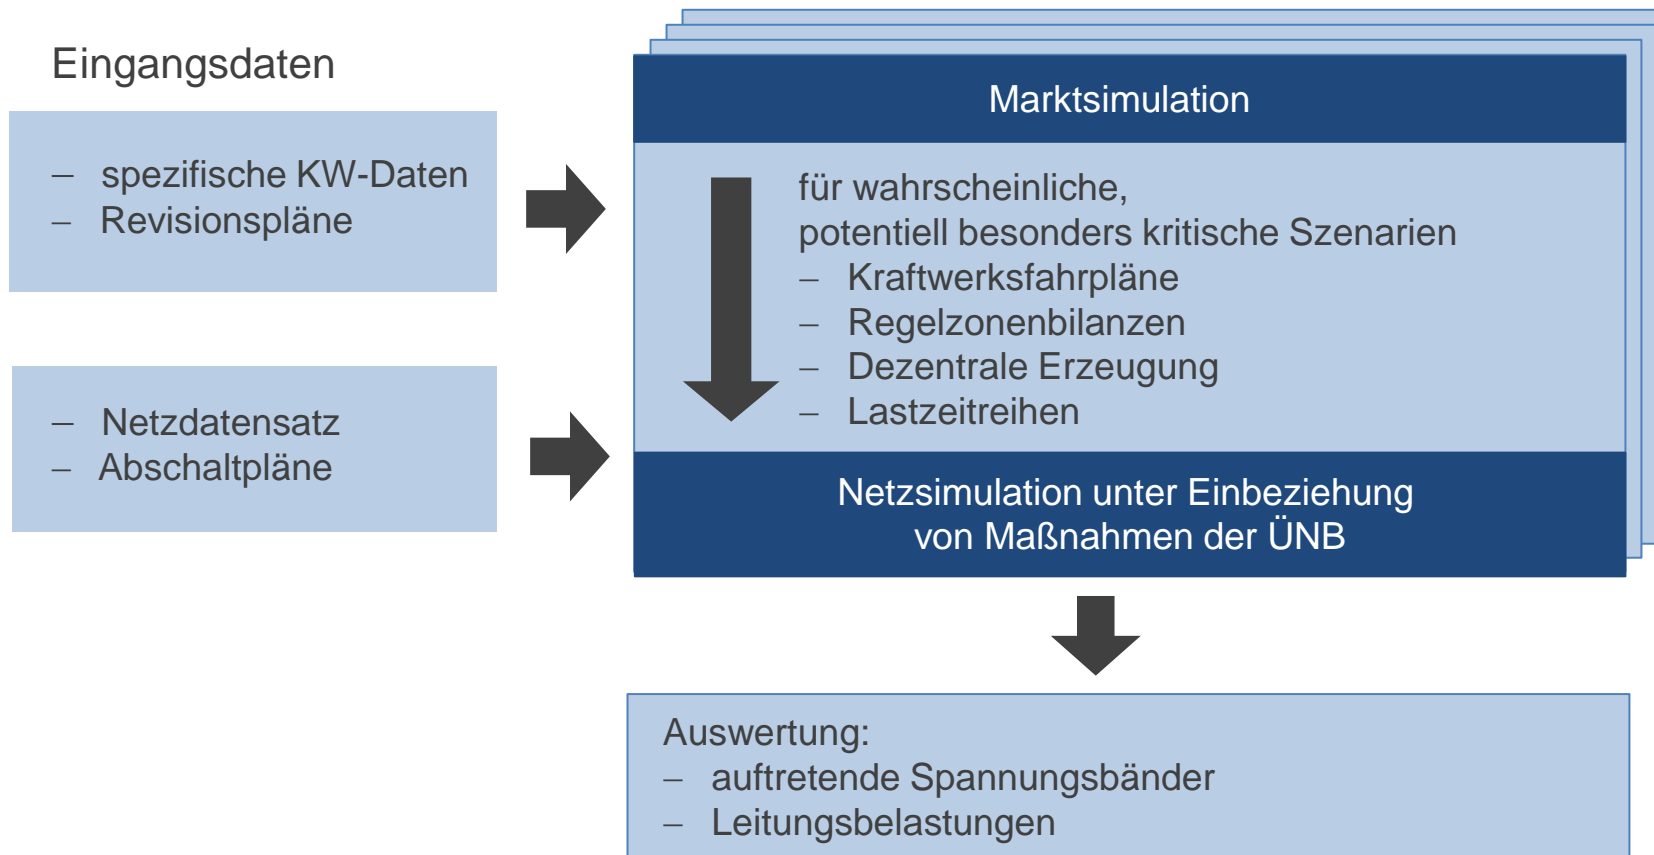 Eingangsdaten
– spezifische KW-Daten
– Revisionspläne
– Netzdatensatz
– Abschaltpläne
Marktsimulation
für wahrscheinliche,
potentiell besonders kritische Szenarien
– Kraftwerksfahrpläne
– Regelzonenbilanzen
– Dezentrale Erzeugung
– Lastzeitreihen
Netzsimulation unter Einbeziehung
von Maßnahmen der ÜNB
Auswertung:
– auftretende Spannungsbänder
– Leitungsbelastungen